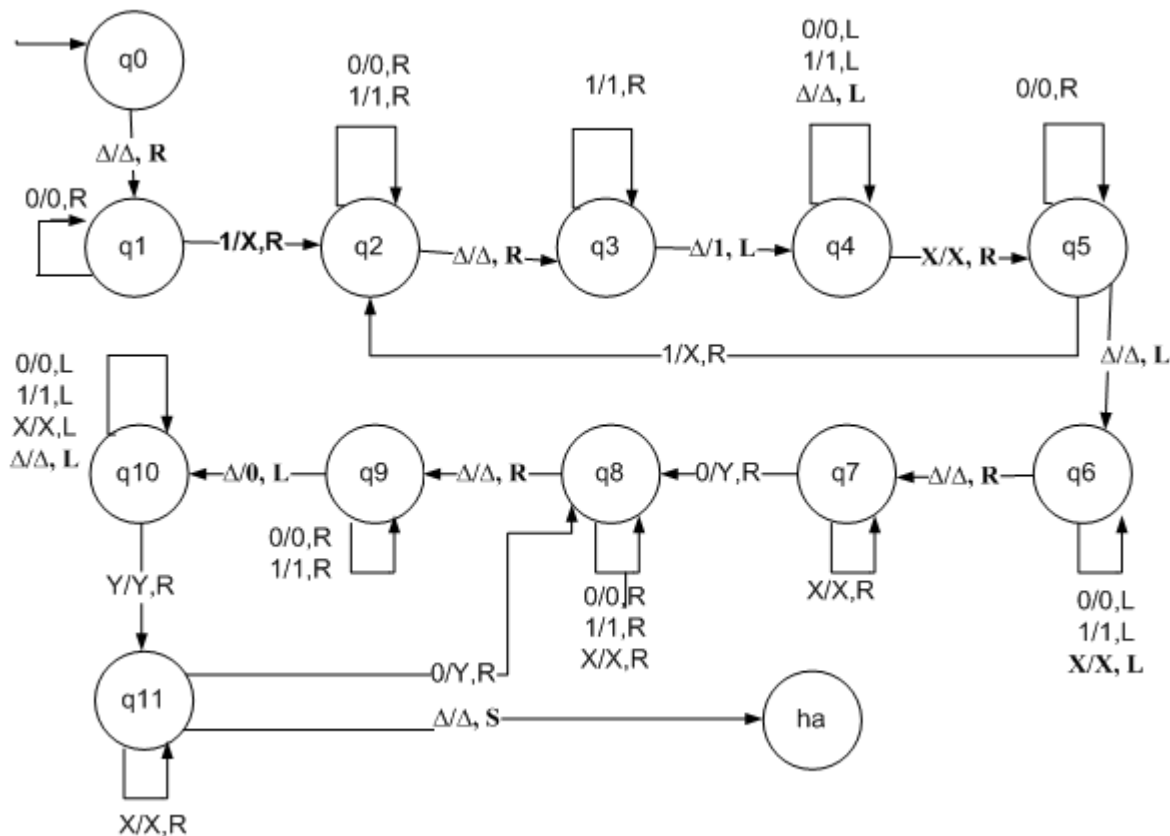 q0
Δ/Δ, R
0/0,R
q1
1/X,R
0/0,R
1/1,R
q2
Δ/Δ, R
1/1,R
q3
Δ/1, L
0/0,L
1/1,L
Δ/Δ, L
q4
X/X, R
0/0,R
q5
1/X,R
Δ/Δ, L
0/0,L
1/1,L
X/X,L
Δ/Δ, L
q10
Δ/0, L
q9
0/0,R
1/1,R
Δ/Δ, R
q8
0/0,R
1/1,R
X/X,R
0/Y,R
q7
X/X,R
Δ/Δ, R
q6
0/0,L
1/1,L
X/X, L
Y/Y,R
q11
0/Y,R
Δ/Δ, S
ha
X/X,R